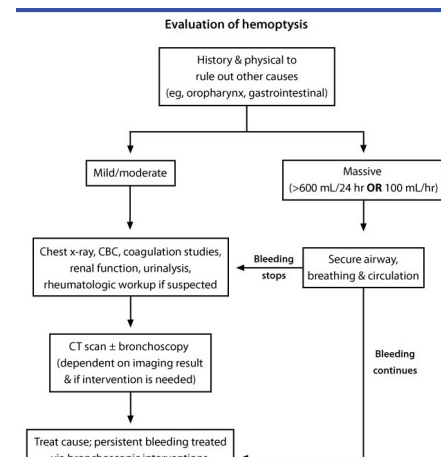 Evaluation of hemoptysis
History & physical to
rule out other causes
(eg, oropharynx, gastrointestinal)
Mild/moderate
Massive
(>600 mL/24 hr OR 100 mL/hr)
Chest x-ray, CBC, coagulation studies,
renal function, urinalysis,
rheumatologic workup if suspected
Bleeding
stops
Secure airway,
breathing & circulation
CT scan ± bronchoscopy
(dependent on imaging result
& if intervention is needed)
Bleeding
continues
Treat cause; persistent bleeding treated
via bronchoscopic interventions